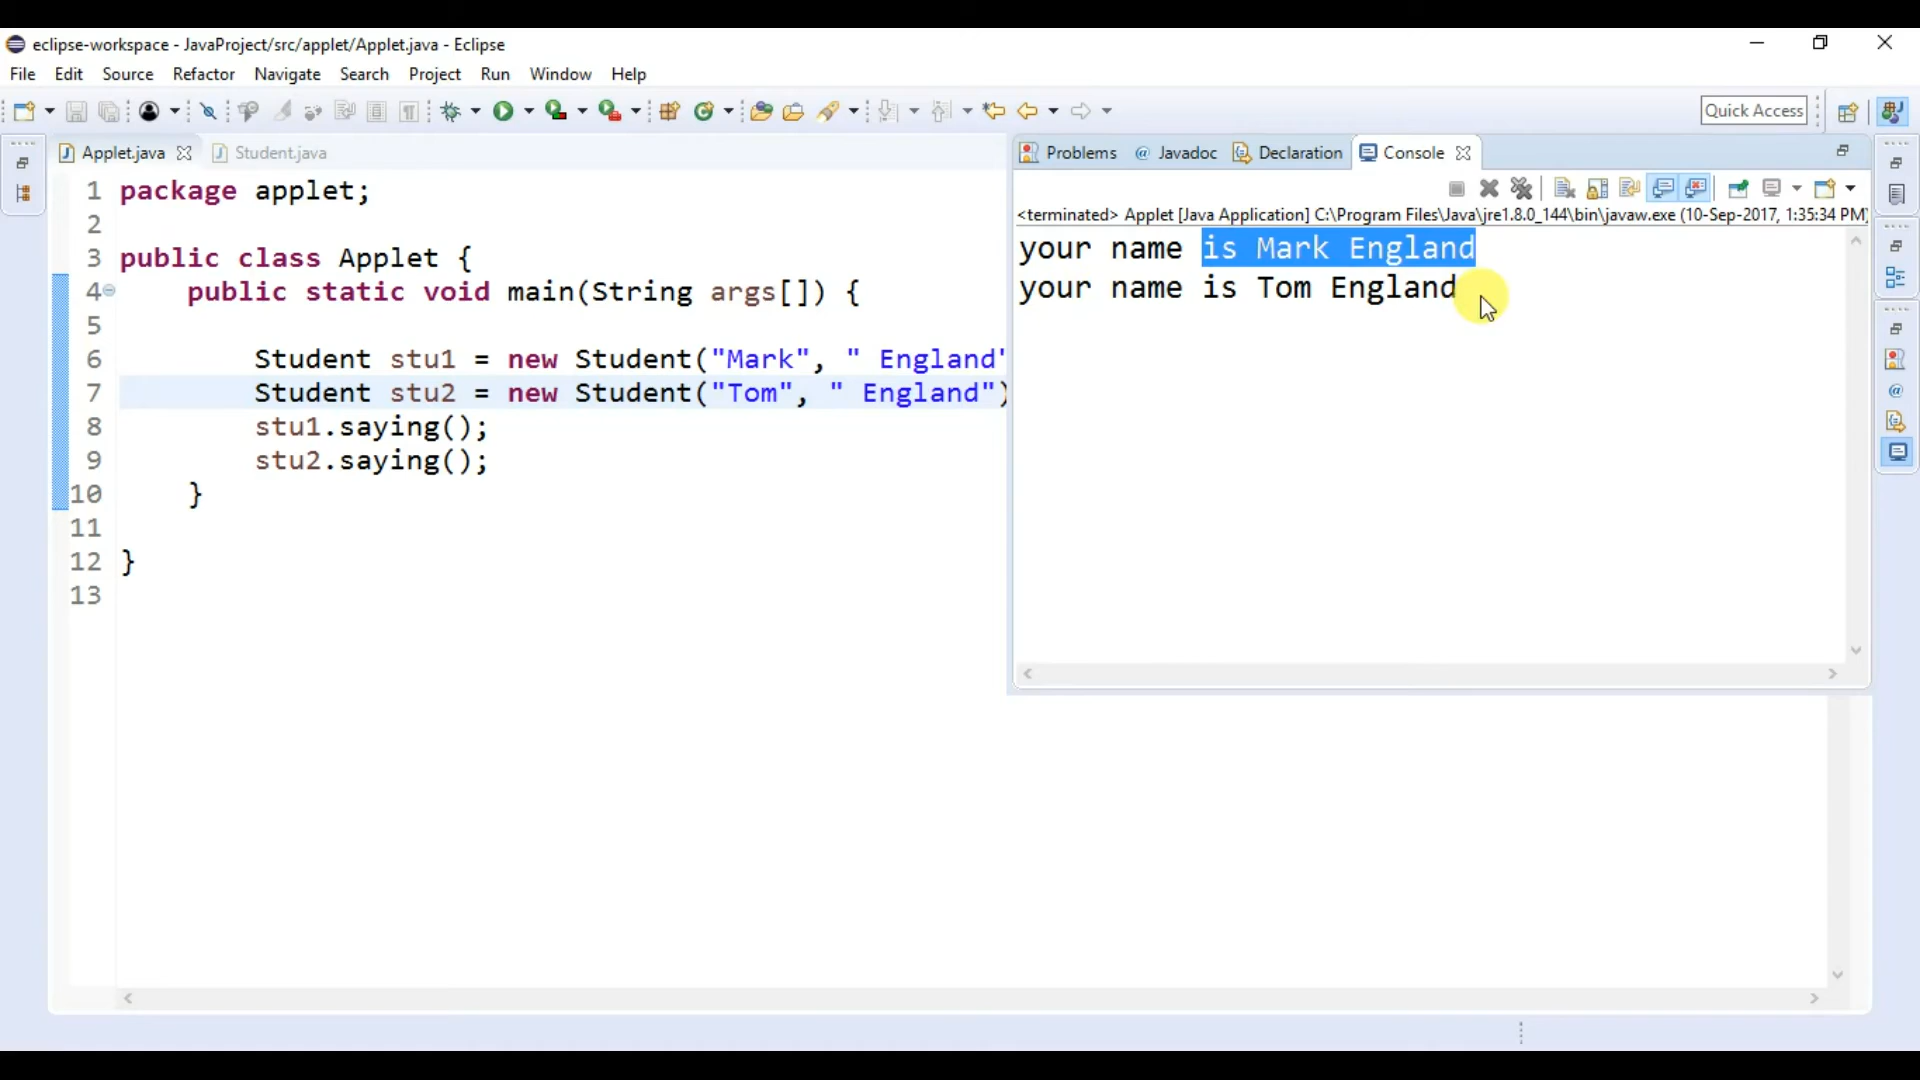 eclipse-workspace - JavaProject/src/applet/Applet.java - Eclipse
File Edit Source Refactor Navigate Search Project Run Window Help
Quick Access
Applet.java Student.java
1 package applet;
2
3 public class Applet {
4 public static void main(String args[]) {
5
6 Student stu1 = new Student("Mark", " England"
7 Student stu2 = new Student("Tom", " England")
8 stu1.saying();
9 stu2.saying();
10 }
11
12 }
13
Problems @ Javadoc Declaration Console
<terminated> Applet [Java Application] C:\Program Files\Java\jre1.8.0_144\bin\javaw.exe (10-Sep-2017, 1:35:34 PM)
your name is Mark England
your name is Tom England